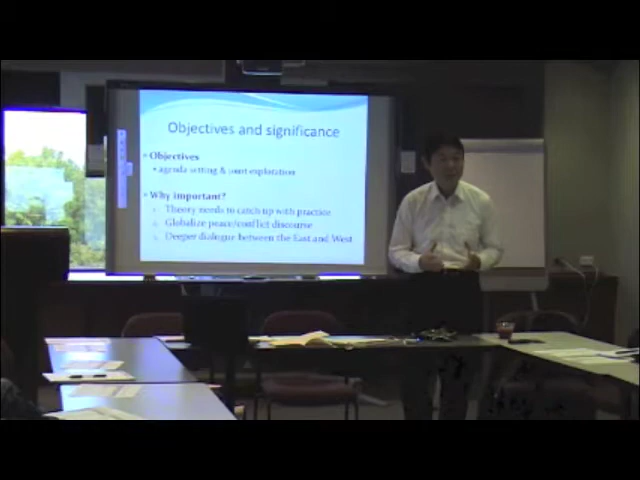 Objectives and significance
Objectives
agenda setting & joint exploration
Why important?
Theory needs to catch up with practice
Globalize peace/conflict discourse
Deeper dialogue between the East and West